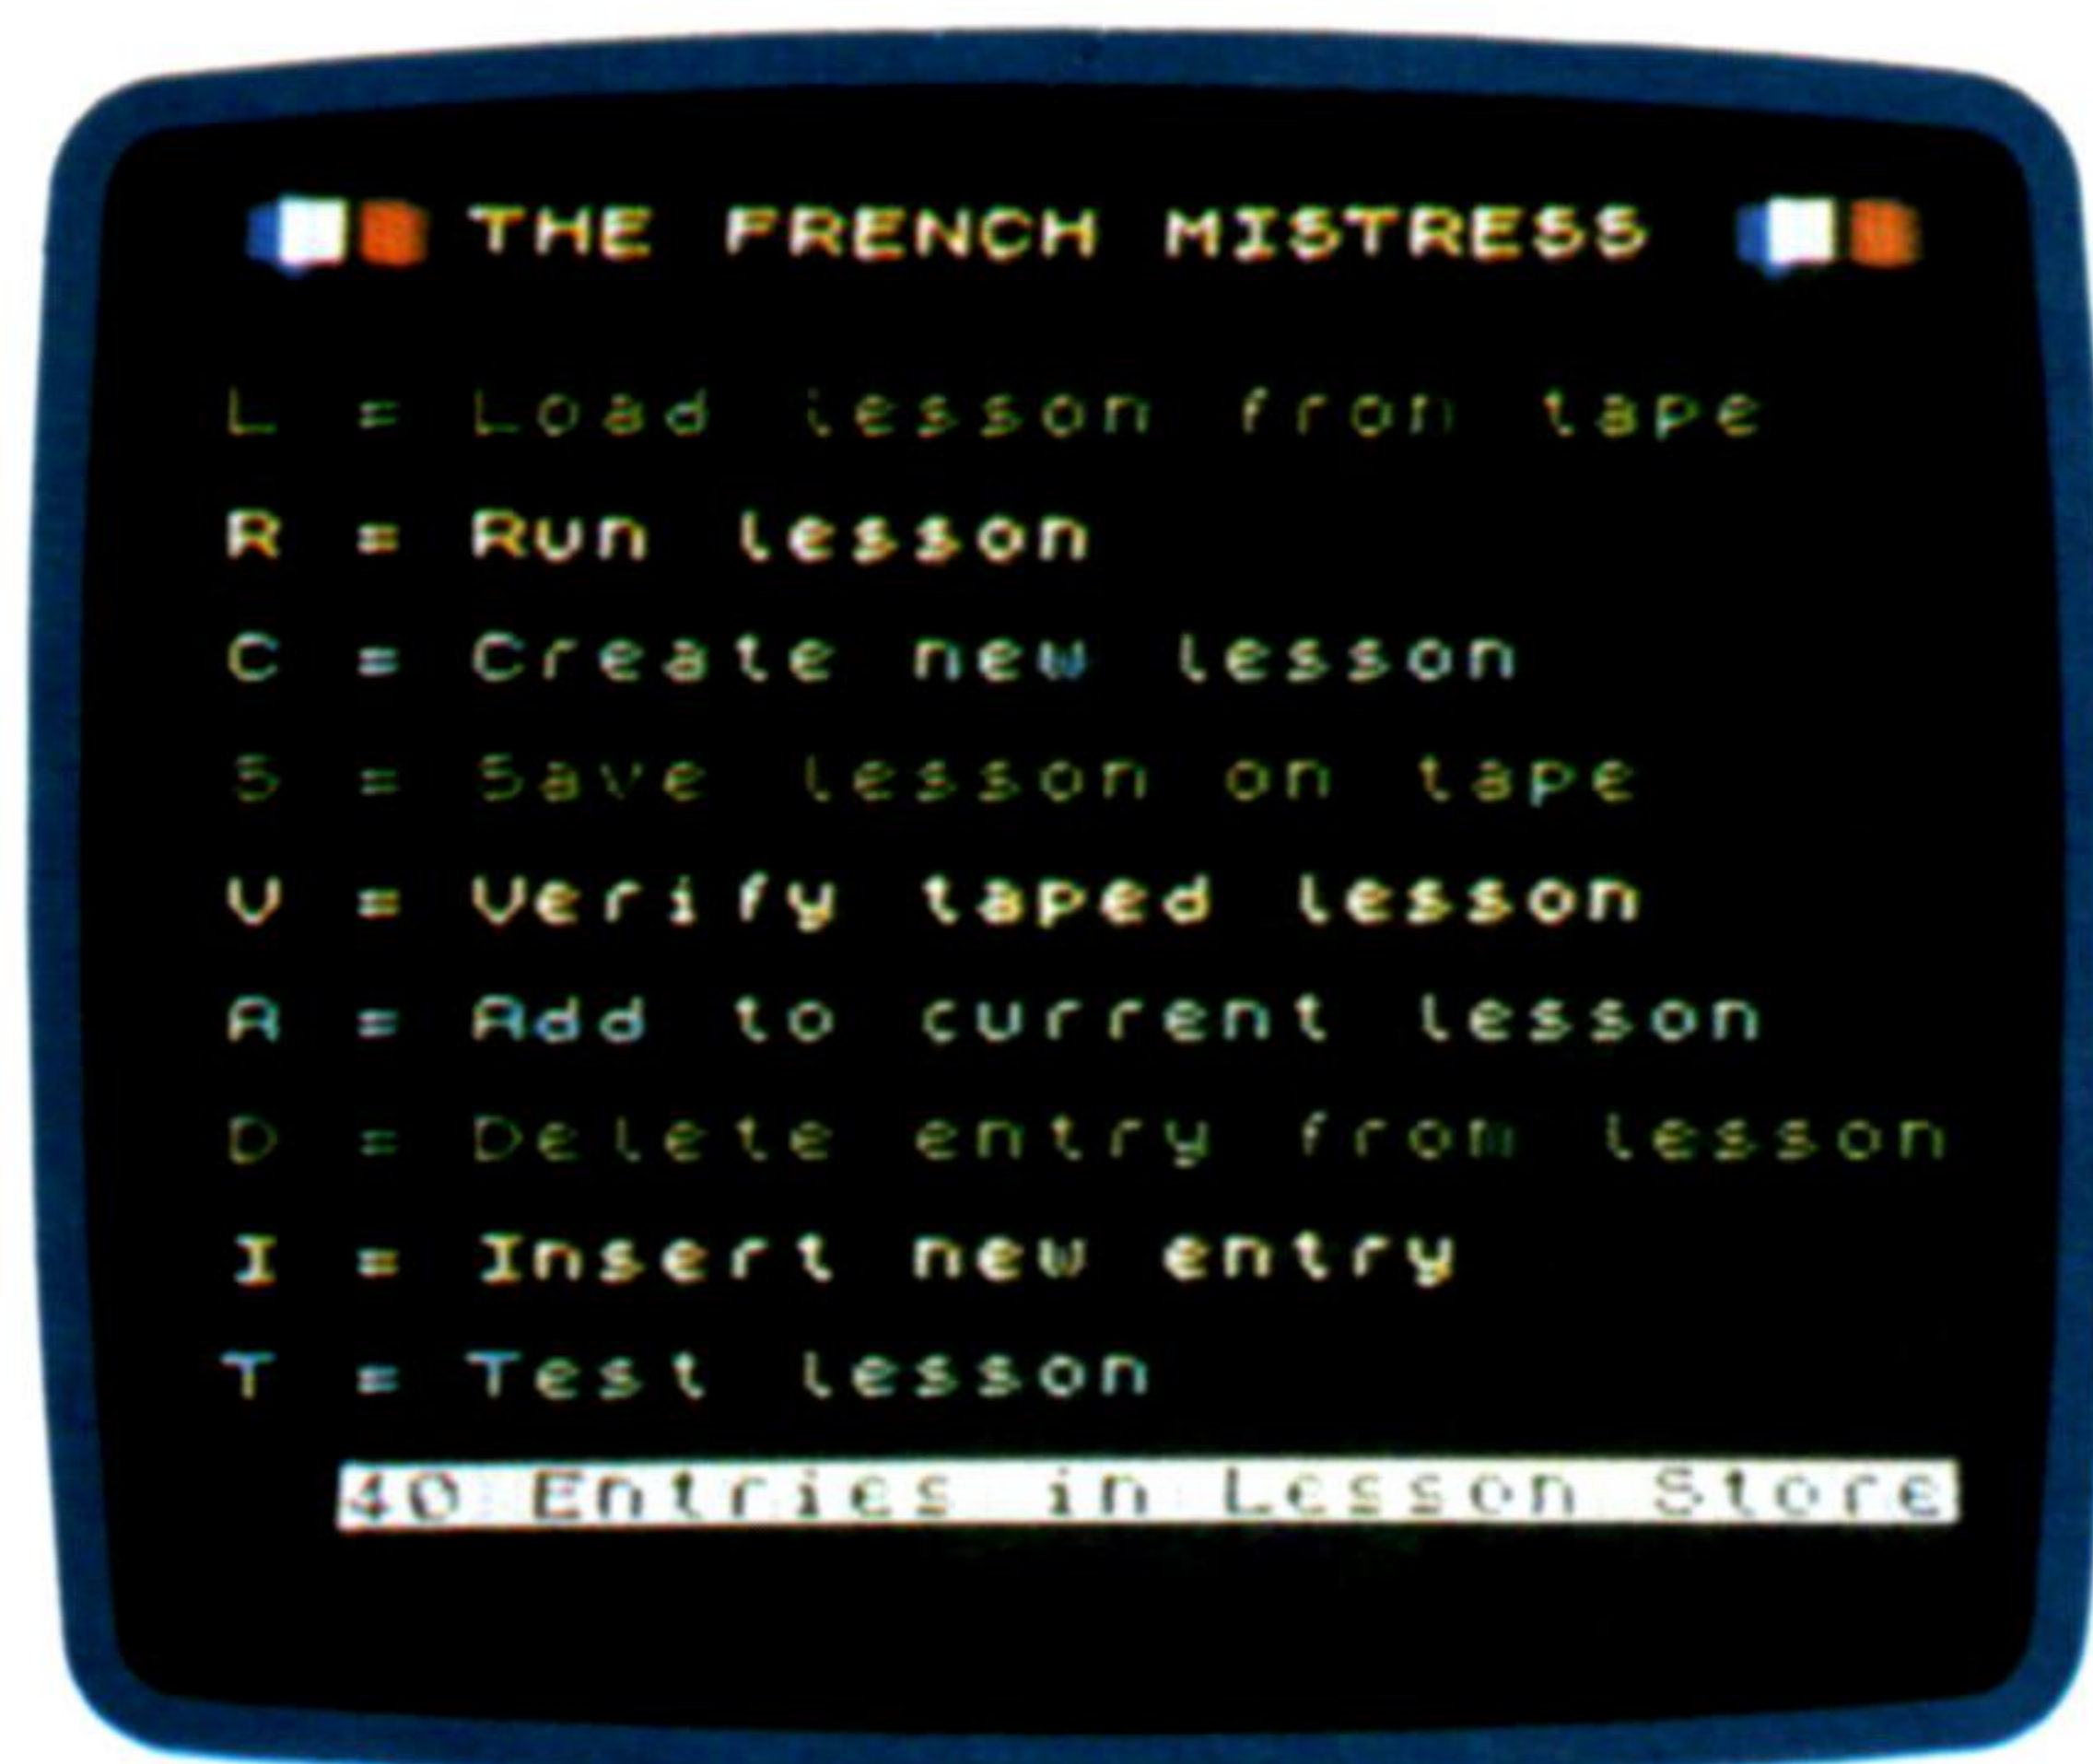 THE FRENCH MISTRESS
L = Load lesson from tape
R = Run lesson
C = Create new lesson
S = Save lesson on tape
V = Verify taped lesson
A = Add to current lesson
D = Delete entry from lesson
I = Insert new entry
T = Test lesson
40 Entries in Lesson Store